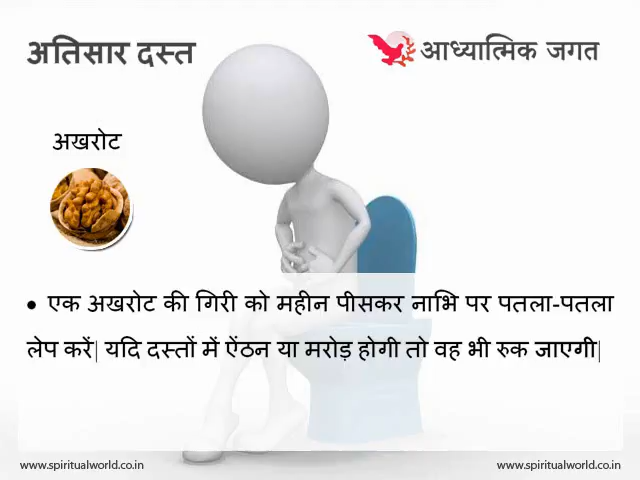 अतिसार दस्त
आध्यात्मिक जगत
अखरोट
• एक अखरोट की गिरी को महीन पीसकर नाभि पर पतला-पतला
लेप करें| यदि दस्तों में ऐंठन या मरोड़ होगी तो वह भी रुक जाएगी|
www.spiritualworld.co.in
www.spiritualworld.co.in